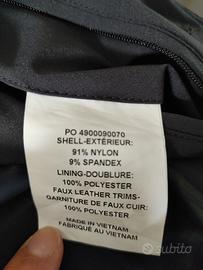 PO 4900090070
SHELL-EXTÉRIEUR:
91% NYLON
9% SPANDEX
LINING-DOUBLURE:
100% POLYESTER
FAUX LEATHER TRIMS-
GARNITURE DE FAUX CUIR:
100% POLYESTER
MADE IN VIETNAM
FABRIQUÉ AU VIETNAM
subito